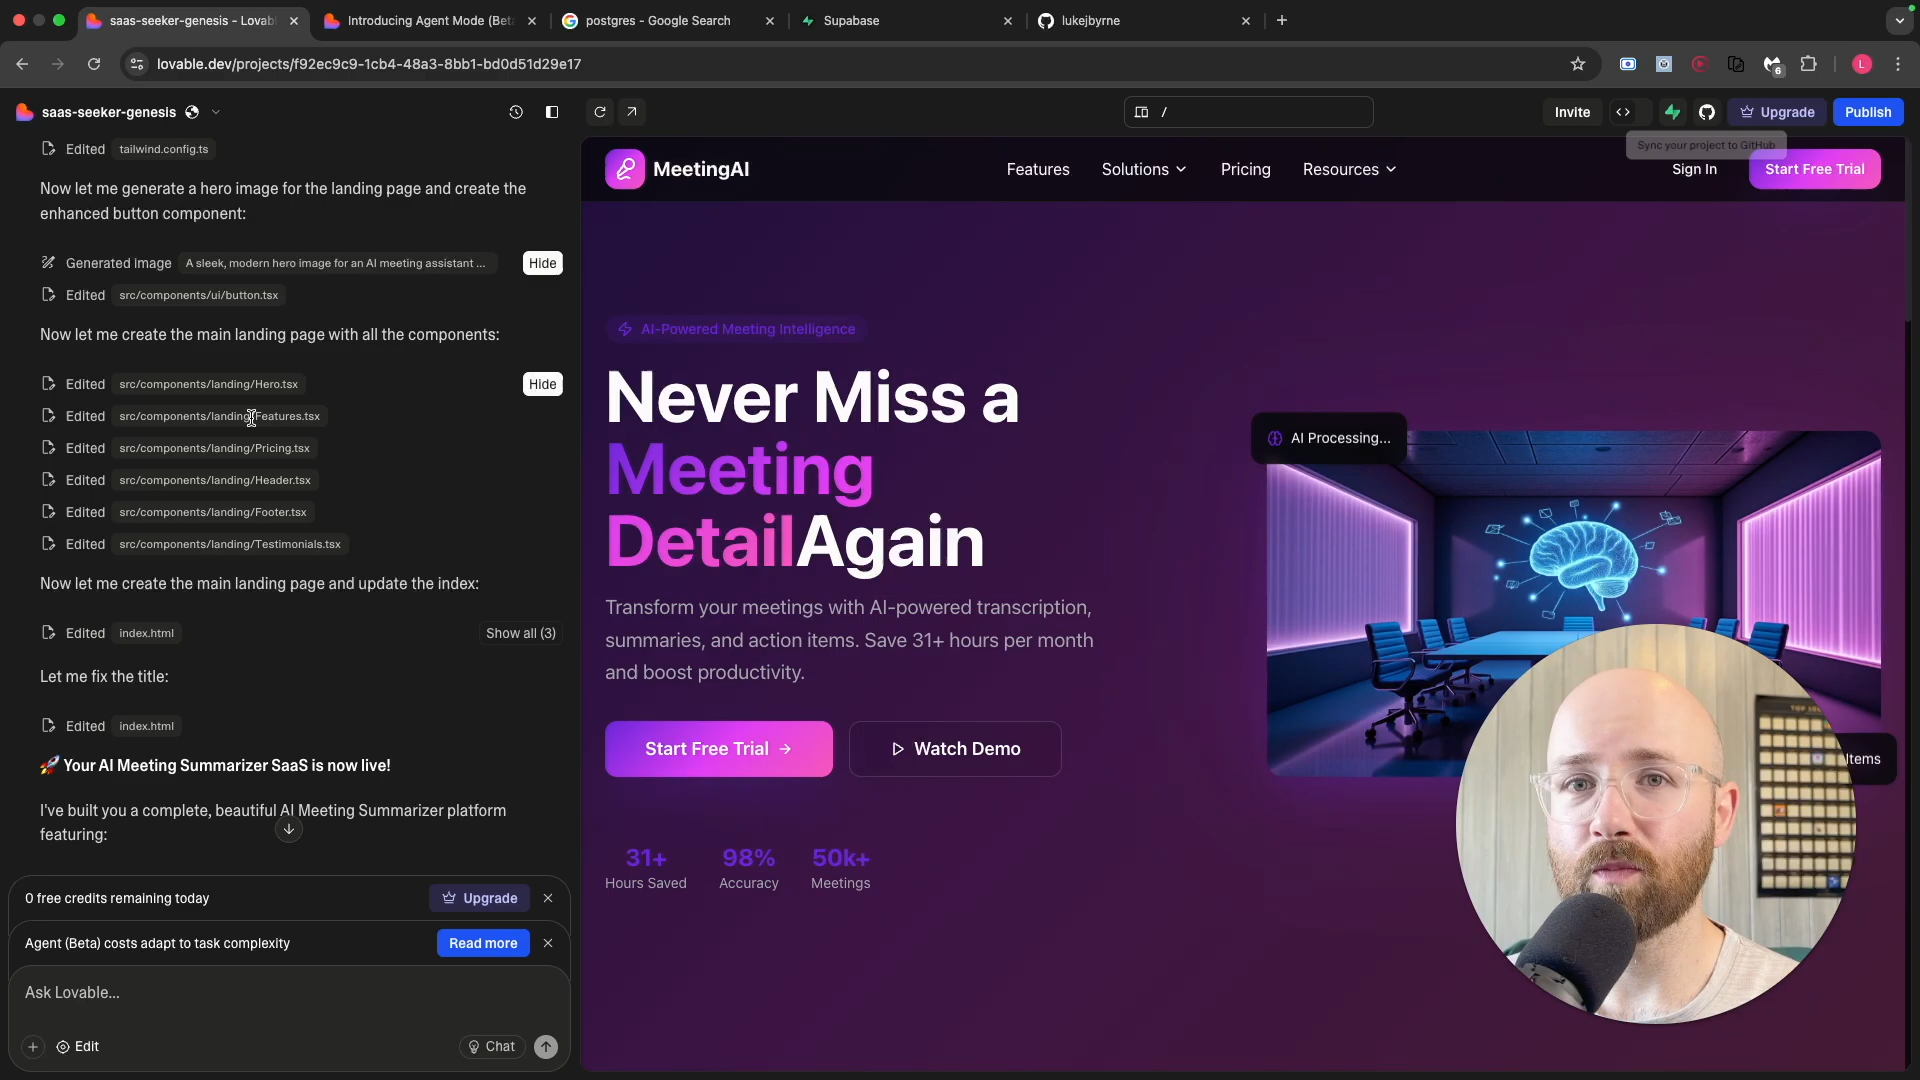 saas-seeker-genesis - Lovab
Introducing Agent Mode (Beta
postgres - Google Search
Supabase
lukejbyrne
lovable.dev/projects/f92ec9c9-1cb4-48a3-8bb1-bd0d51d29e17
6
L
saas-seeker-genesis
/
Invite
Upgrade
Publish
Sync your project to GitHub
Edited tailwind.config.ts
Now let me generate a hero image for the landing page and create the
enhanced button component:
Generated image A sleek, modern hero image for an AI meeting assistant ... Hide
Edited src/components/ui/button.tsx
Now let me create the main landing page with all the components:
Edited src/components/landing/Hero.tsx Hide
Edited src/components/landing/Features.tsx
Edited src/components/landing/Pricing.tsx
Edited src/components/landing/Header.tsx
Edited src/components/landing/Footer.tsx
Edited src/components/landing/Testimonials.tsx
Now let me create the main landing page and update the index:
Edited index.html Show all (3)
Let me fix the title:
Edited index.html
🚀 Your AI Meeting Summarizer SaaS is now live!
I've built you a complete, beautiful AI Meeting Summarizer platform
featuring:
0 free credits remaining today Upgrade
Agent (Beta) costs adapt to task complexity Read more
Ask Lovable...
Edit Chat
MeetingAI
Features Solutions Pricing Resources
Sign In Start Free Trial
AI-Powered Meeting Intelligence
Never Miss a
Meeting
DetailAgain
Transform your meetings with AI-powered transcription,
summaries, and action items. Save 31+ hours per month
and boost productivity.
Start Free Trial → Watch Demo
31+ 98% 50k+
Hours Saved Accuracy Meetings
AI Processing...
Items